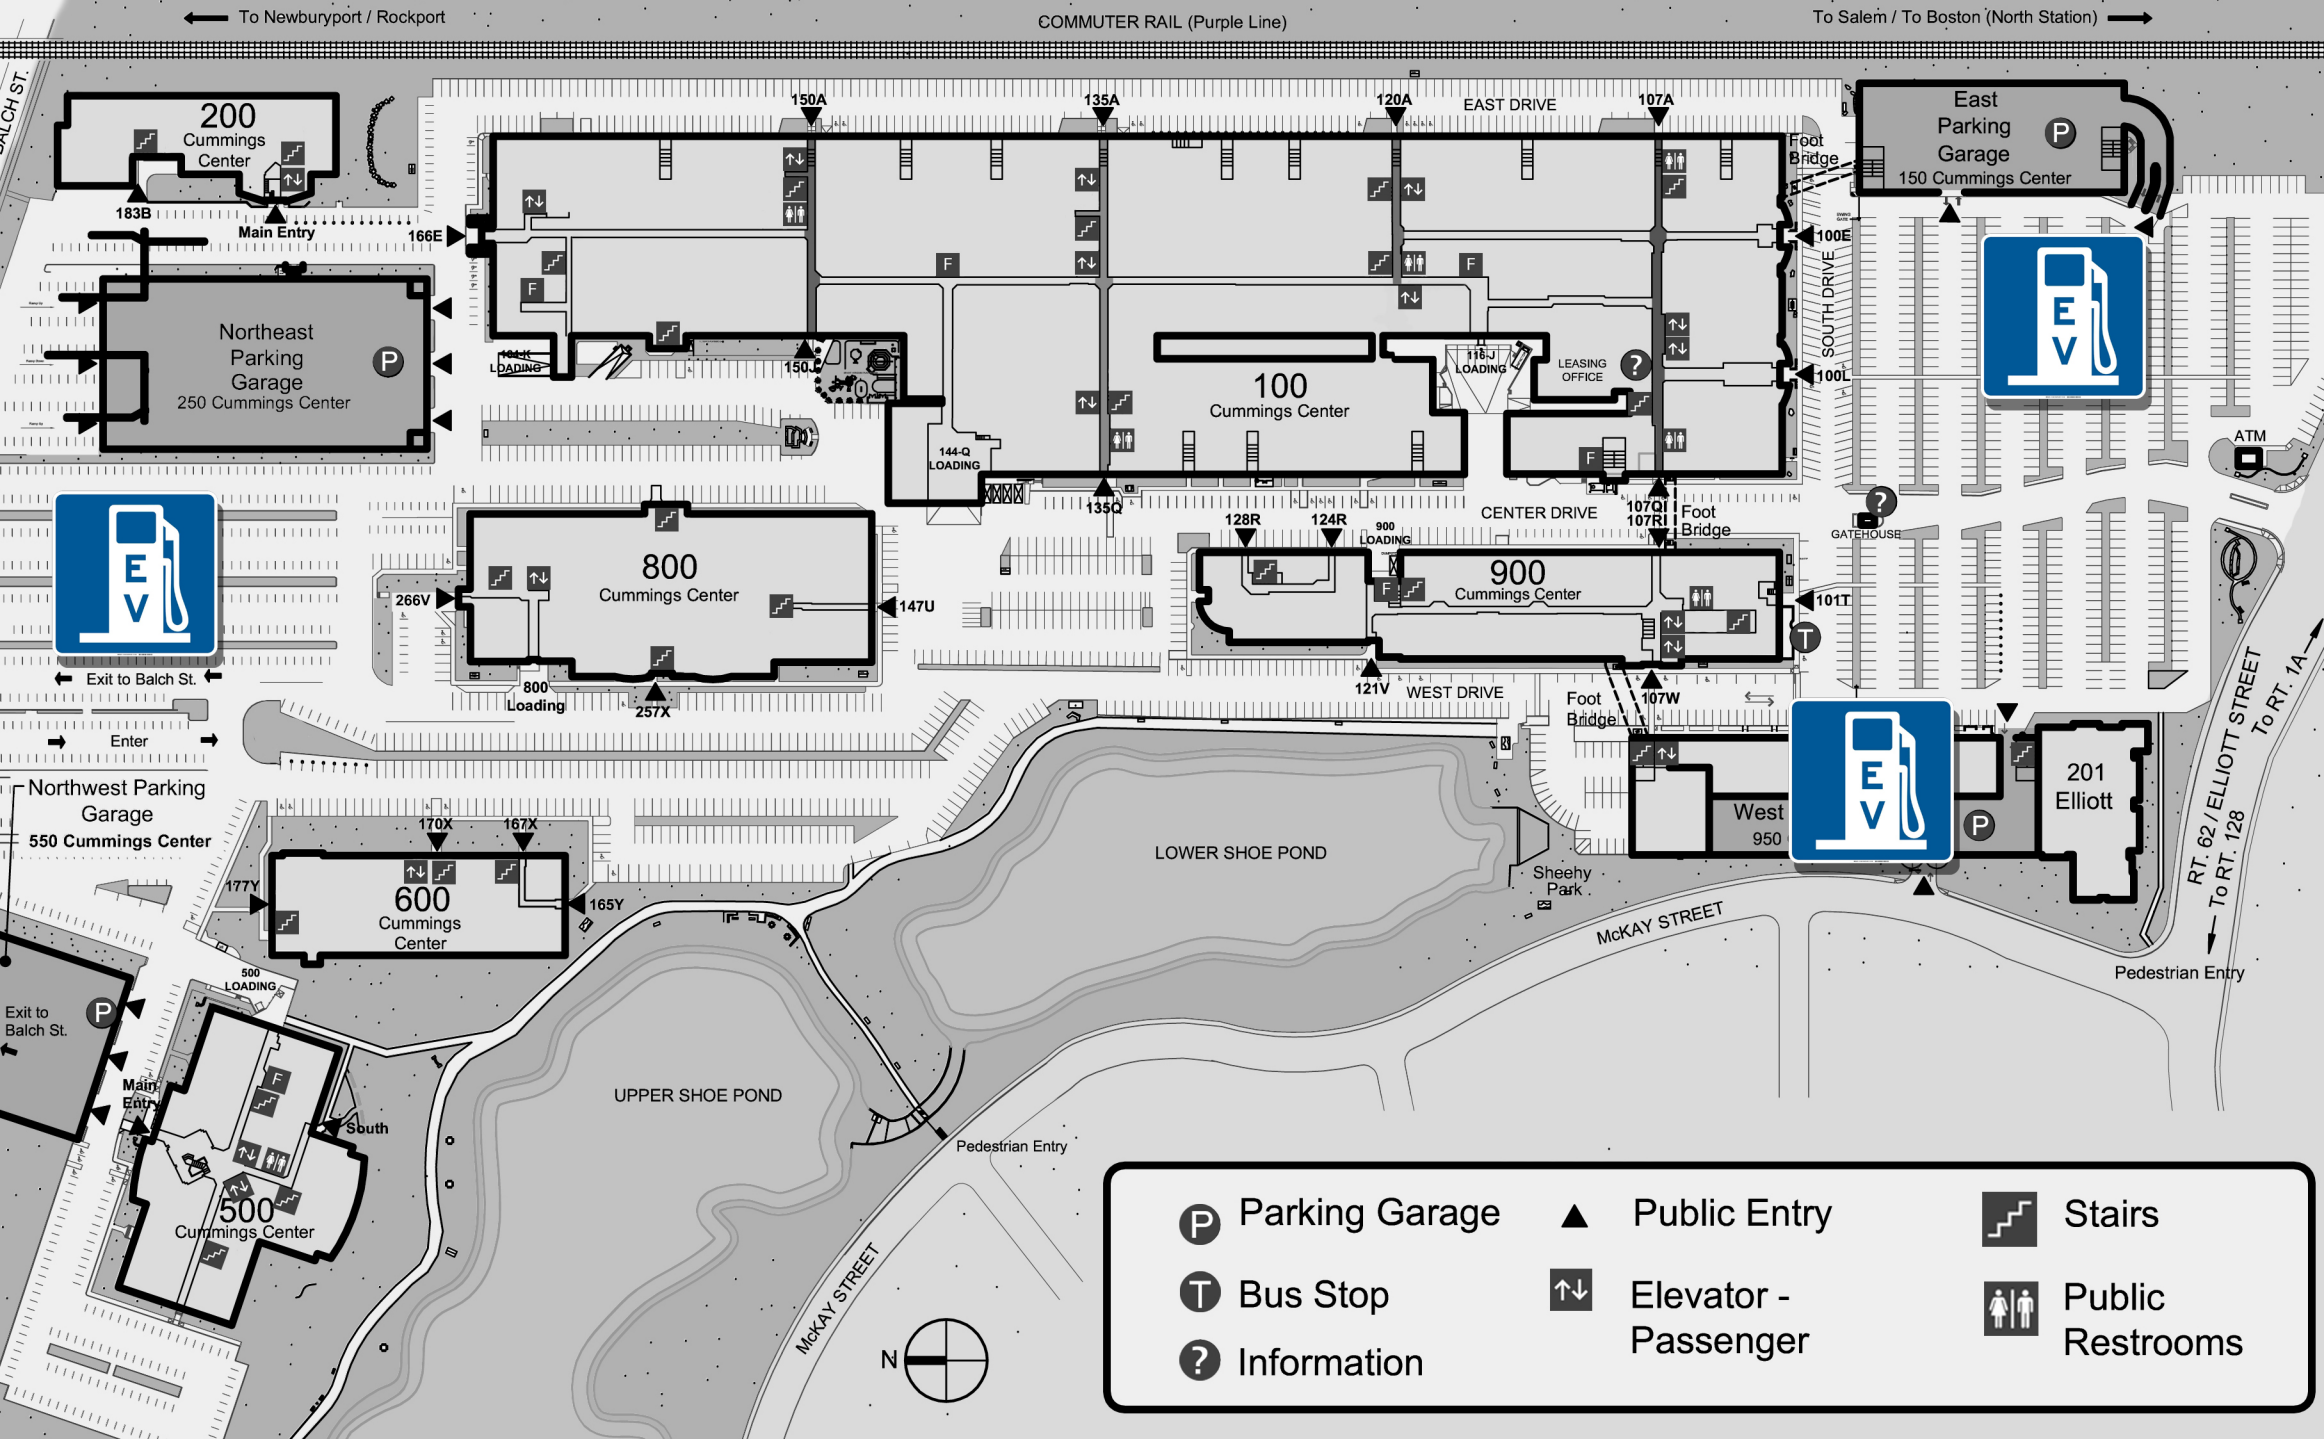 To Newburyport / Rockport
COMMUTER RAIL (Purple Line)
To Salem / To Boston (North Station)
BALCH ST.
200
Cummings
Center
183B
Main Entry
150A
135A
120A
EAST DRIVE
107A
Foot
Bridge
East
Parking
Garage
150 Cummings Center
P
166E
100E
F
F
F
SOUTH DRIVE
E
V
Northeast
Parking
Garage
250 Cummings Center
P
LOADING
150J
116-J
LOADING
LEASING
OFFICE
?
100L
100
Cummings Center
144-Q
LOADING
F
ATM
135Q
107Q
107R
Foot
Bridge
CENTER DRIVE
?
GATEHOUSE
E
V
Exit to Balch St.
Enter
800
Cummings Center
266V
147U
800
Loading
257X
128R
124R
900
LOADING
F
900
Cummings Center
101T
T
121V
WEST DRIVE
107W
Foot
Bridge
West
950
E
V
P
201
Elliott
RT. 62 / ELLIOTT STREET
To RT. 1A
To RT. 128
Northwest Parking
Garage
550 Cummings Center
170X
167X
177Y
165Y
600
Cummings
Center
LOWER SHOE POND
Sheehy
Park
McKAY STREET
Pedestrian Entry
500
LOADING
P
Exit to
Balch St.
Main
Entry
F
South
500
Cummings Center
UPPER SHOE POND
Pedestrian Entry
McKAY STREET
N
P Parking Garage
Public Entry
Stairs
T Bus Stop
Elevator -
Passenger
Public
Restrooms
? Information